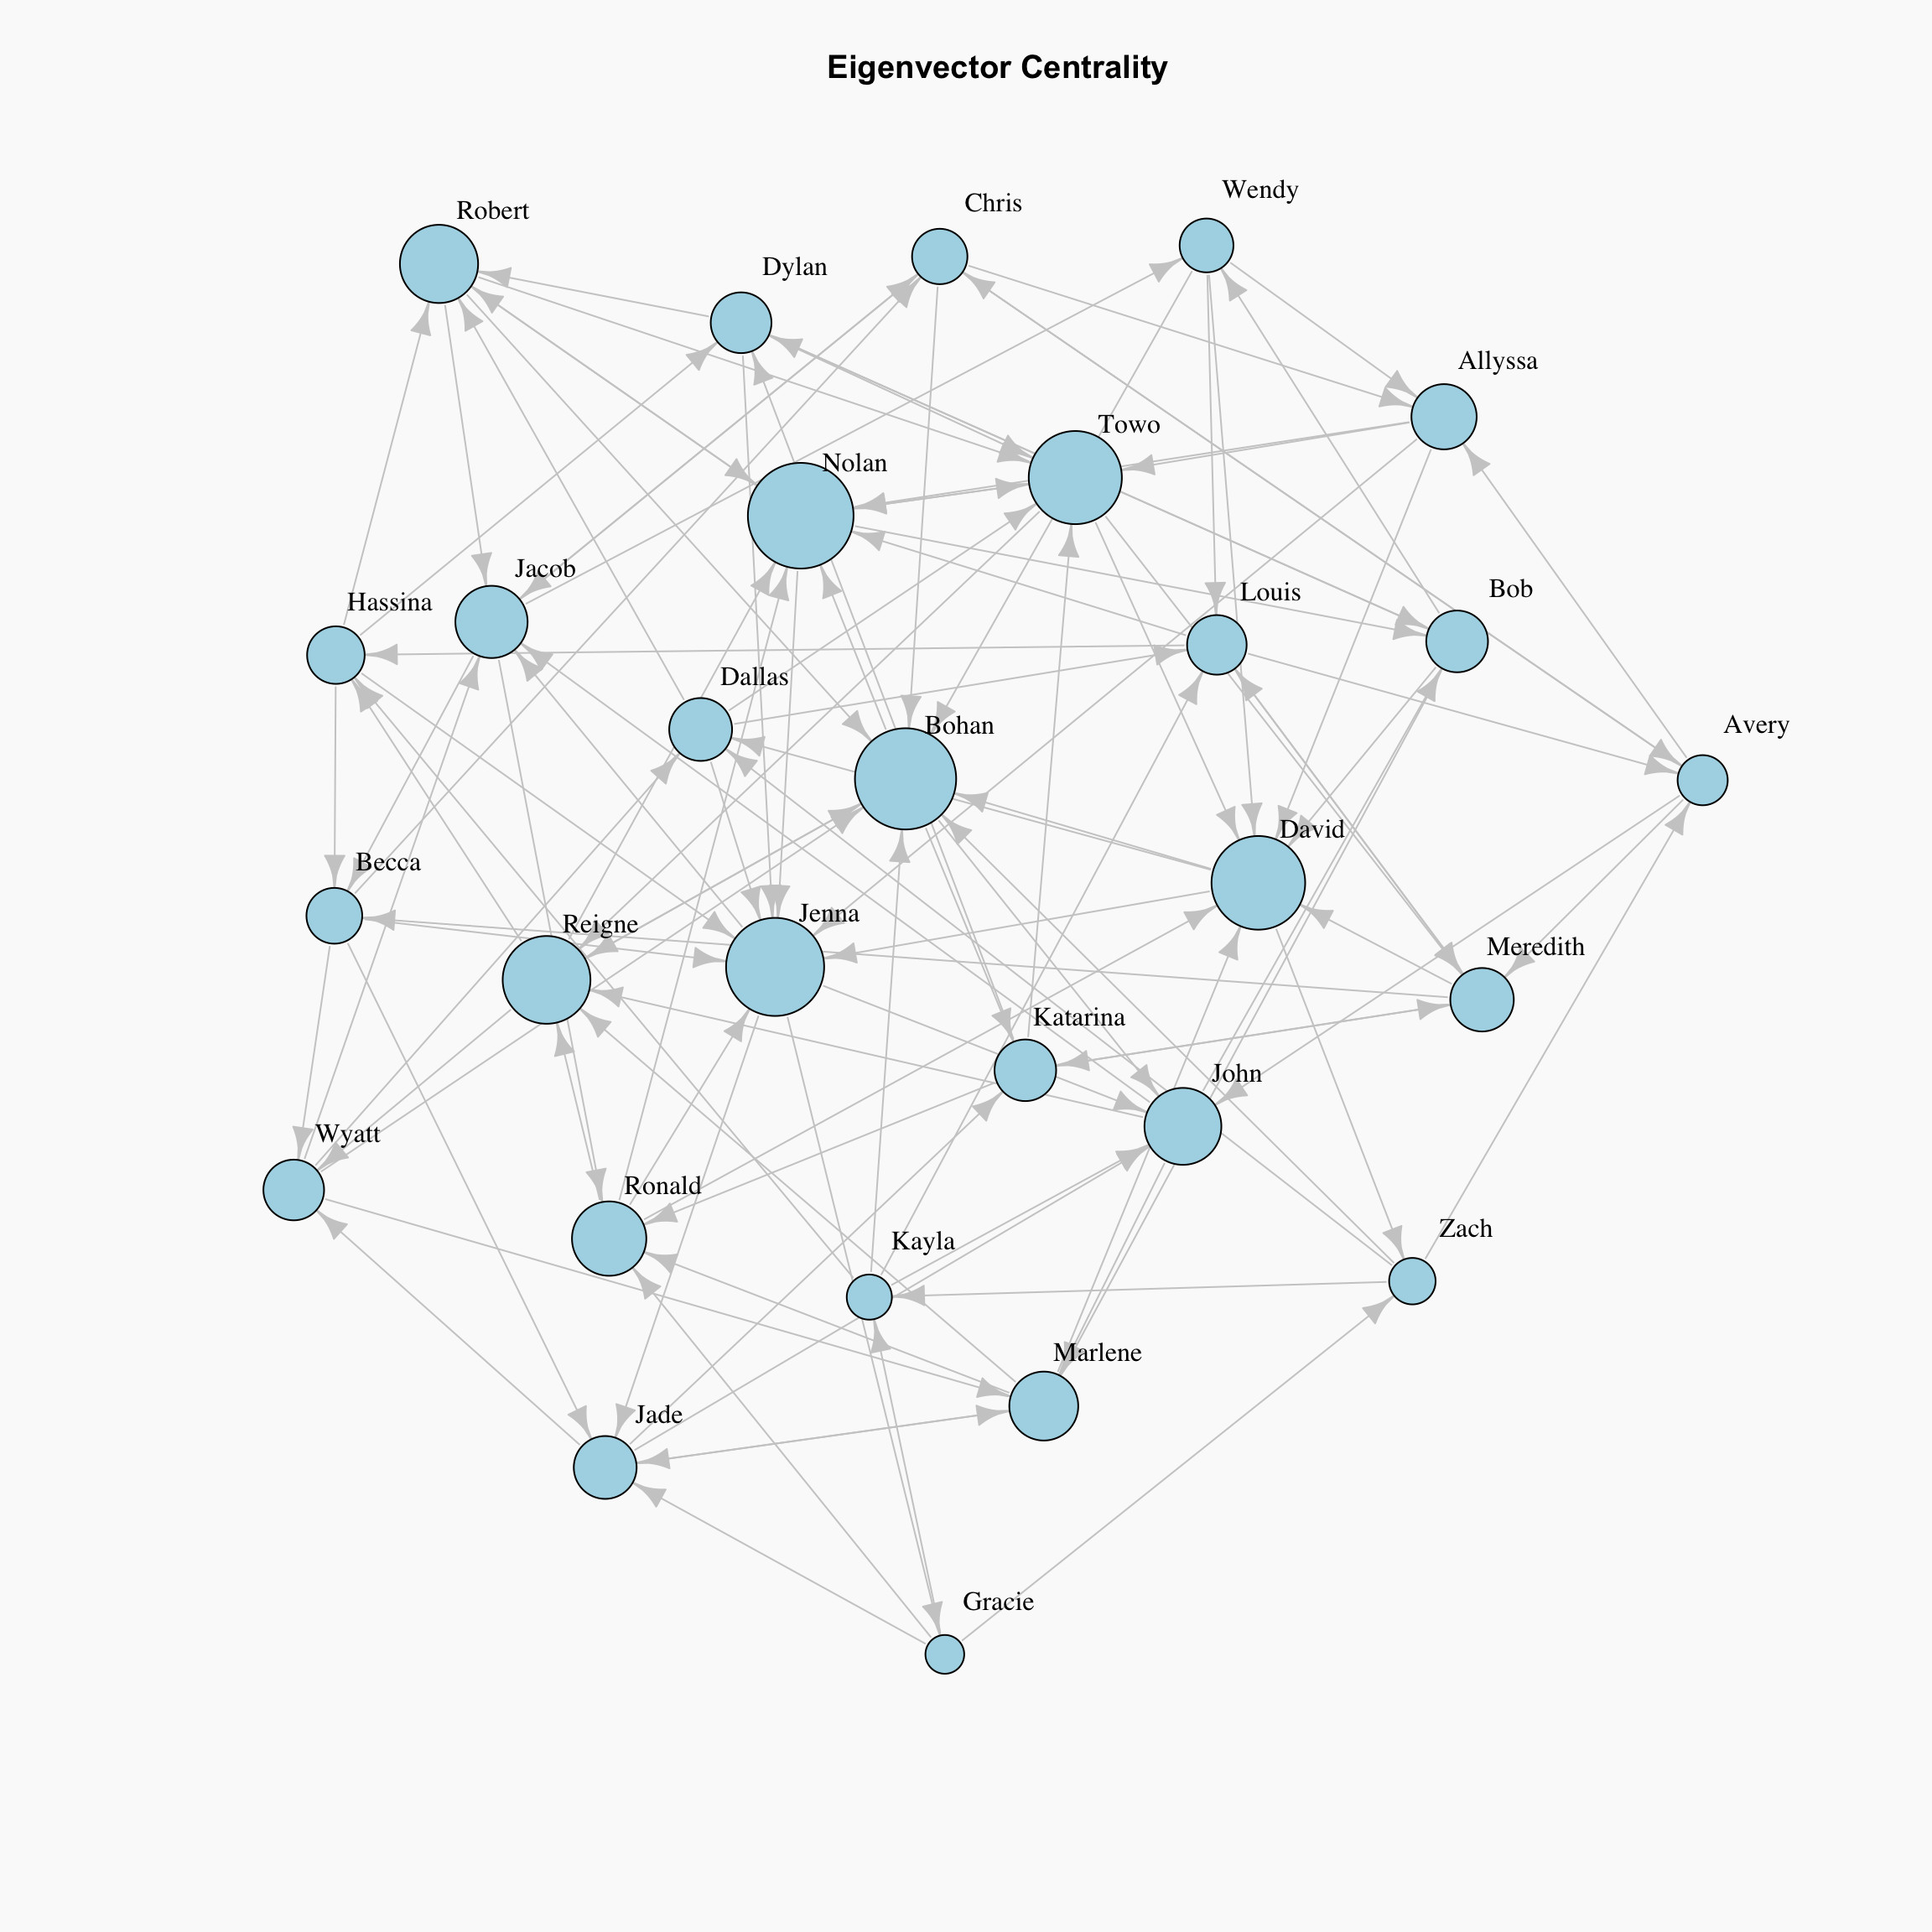 Eigenvector Centrality
Wendy
Chris
Robert
Dylan
Allyssa
Towo
Nolan
Jacob
Bob
Louis
Hassina
Dallas
Avery
Bohan
David
Becca
Jenna
Reigne
Meredith
Katarina
John
Wyatt
Ronald
Zach
Kayla
Marlene
Jade
Gracie